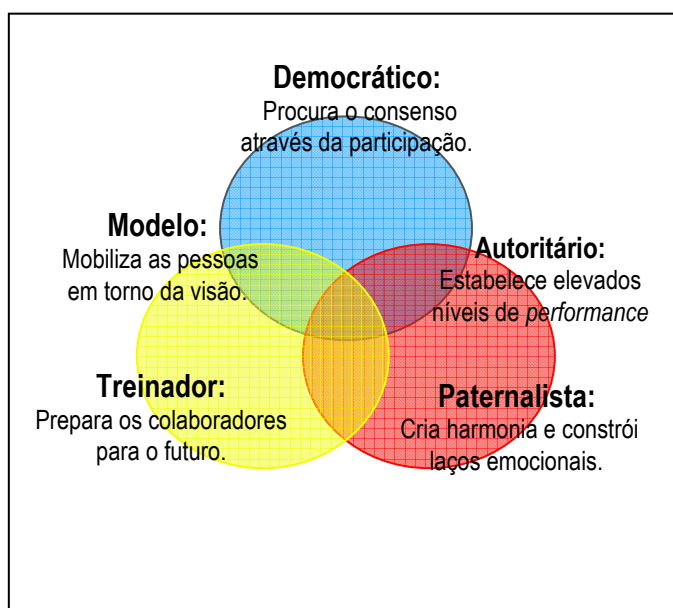 Democrático:
Procura o consenso
através da participação.
Modelo:
Mobiliza as pessoas
em torno da visão.
Autoritário:
Estabelece elevados
níveis de performance
Treinador:
Prepara os colaboradores
para o futuro.
Paternalista:
Cria harmonia e constrói
laços emocionais.